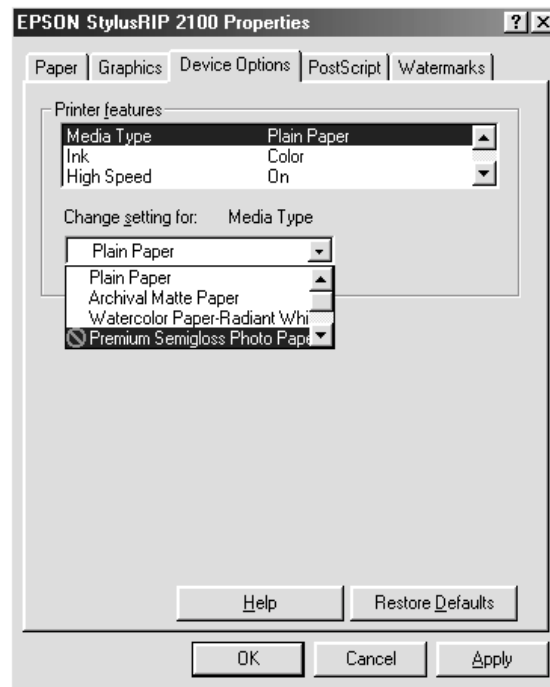 EPSON StylusRIP 2100 Properties
Paper Graphics Device Options PostScript Watermarks
Printer features
Media Type Plain Paper
Ink Color
High Speed On
Change setting for: Media Type
Plain Paper
Plain Paper
Archival Matte Paper
Watercolor Paper-Radiant Whi
Premium Semigloss Photo Pape
Help Restore Defaults
OK Cancel Apply